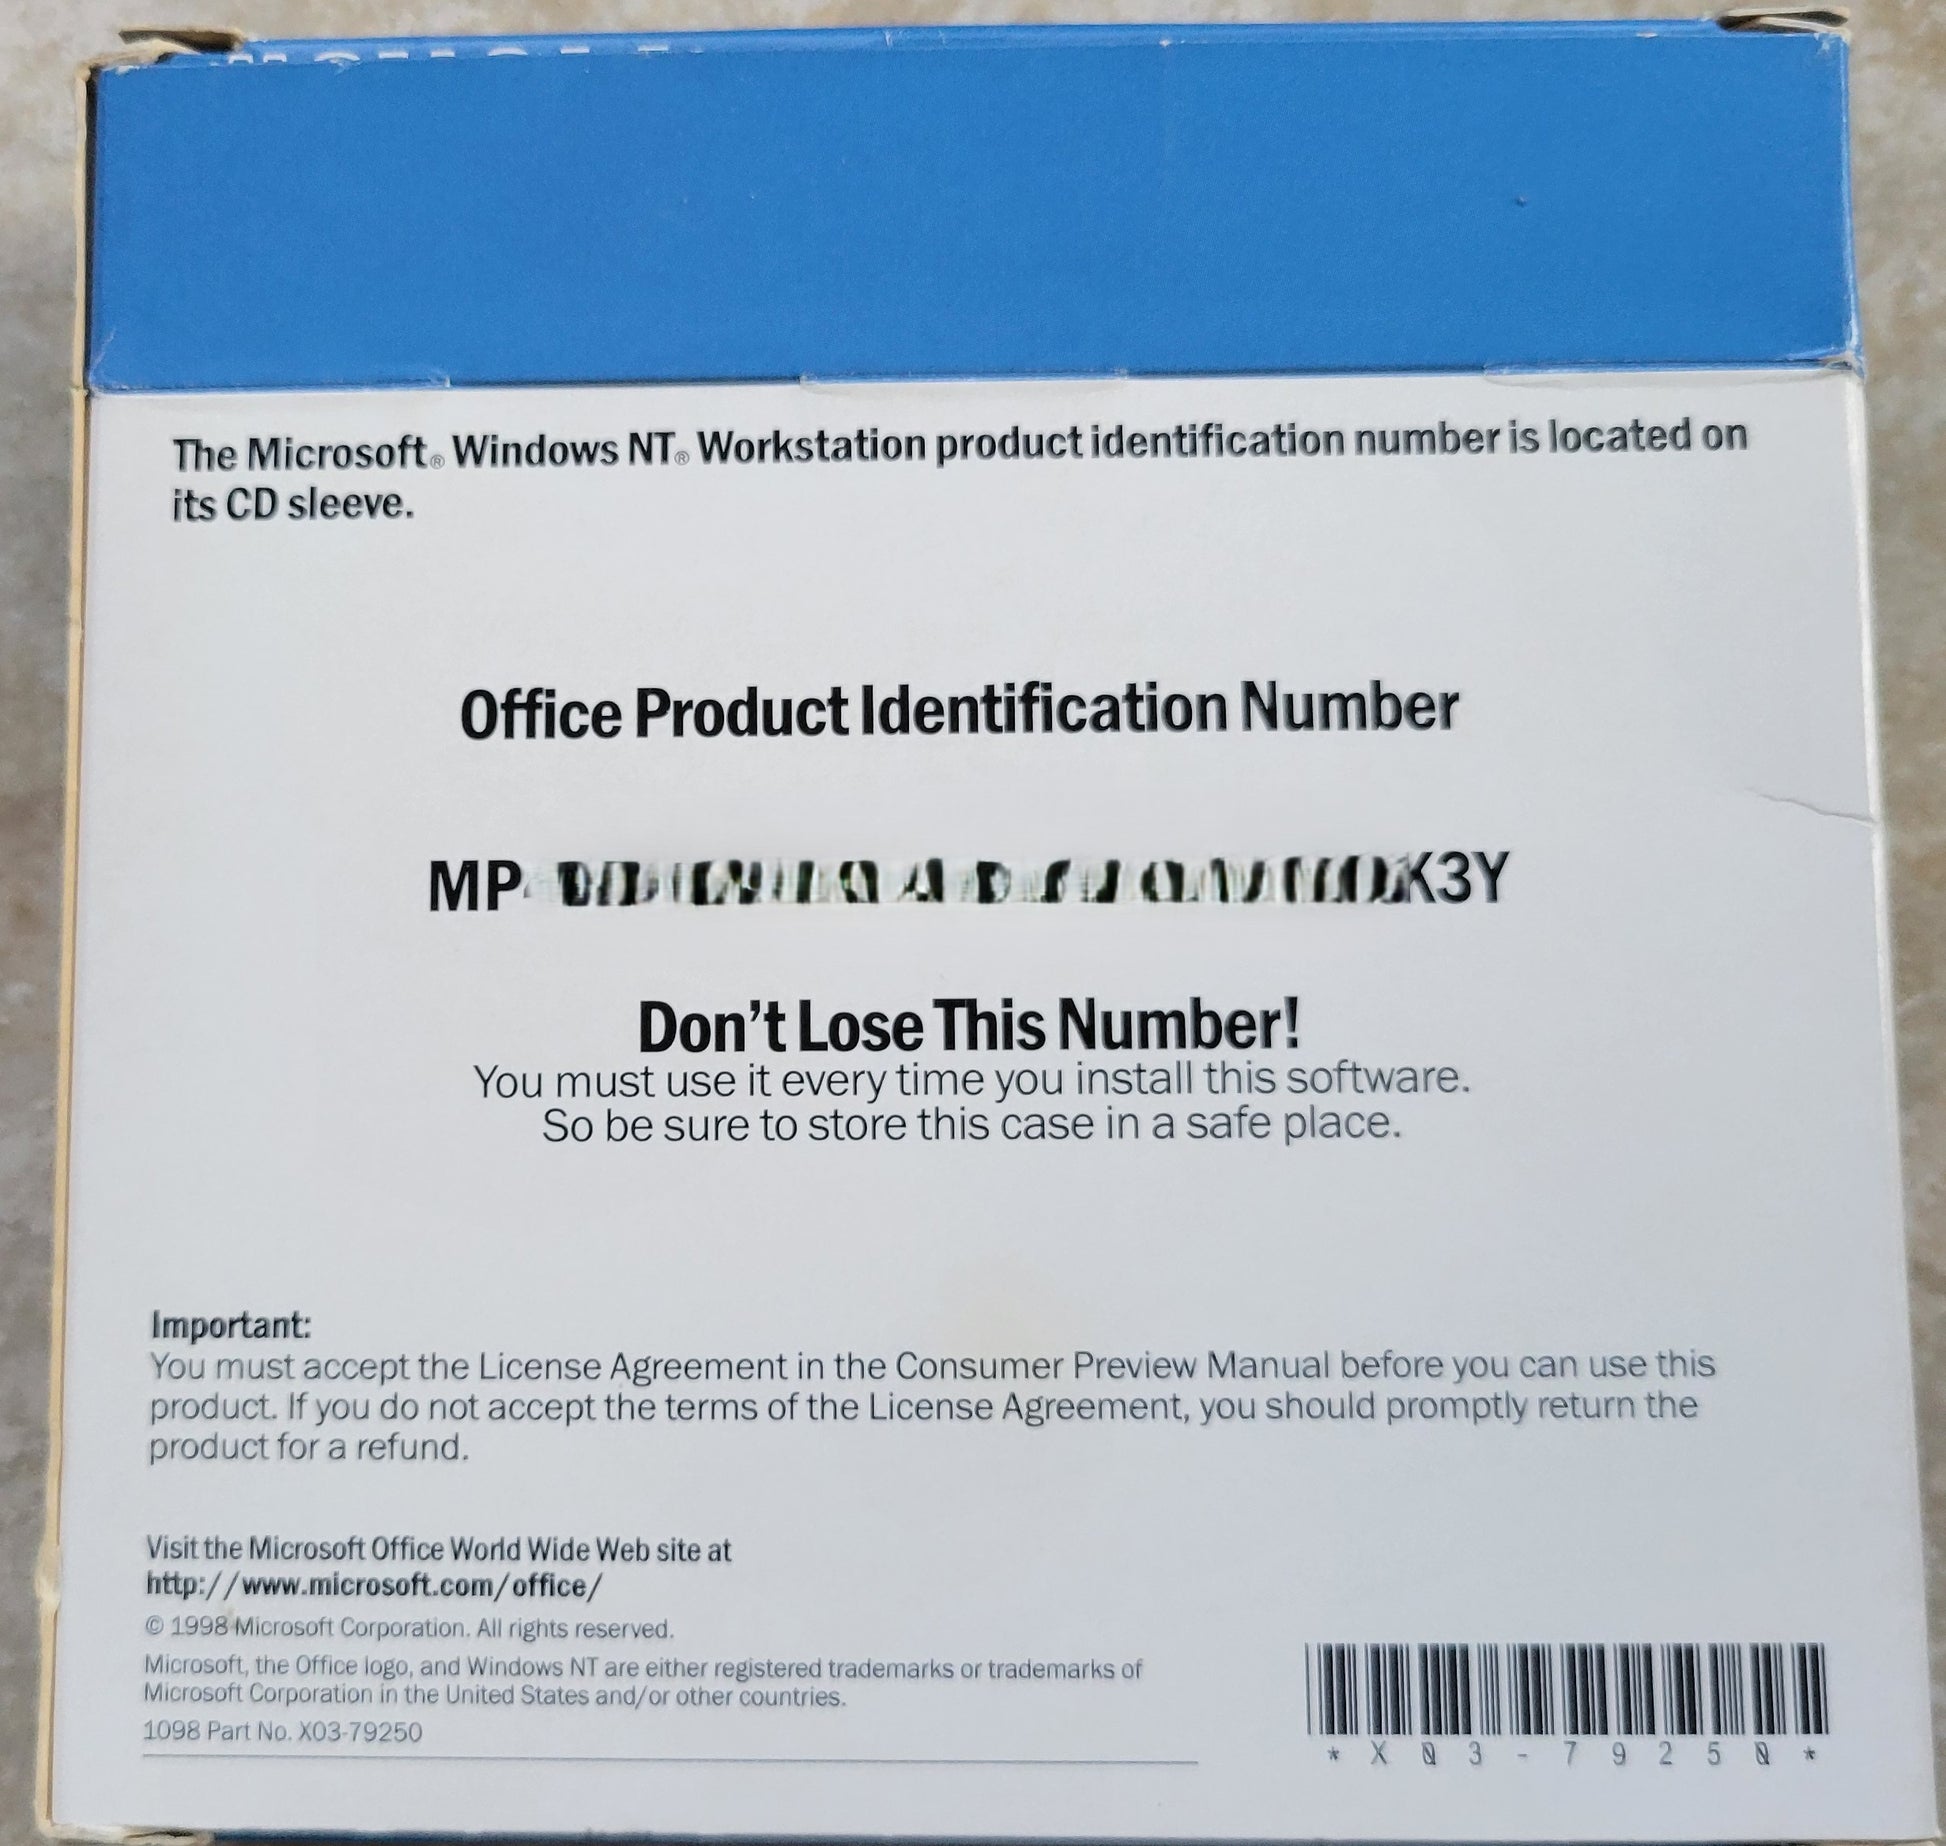 The Microsoft® Windows NT® Workstation product identification number is located on
its CD sleeve.
Office Product Identification Number
MP K3Y
Don't Lose This Number!
You must use it every time you install this software.
So be sure to store this case in a safe place.
Important:
You must accept the License Agreement in the Consumer Preview Manual before you can use this
product. If you do not accept the terms of the License Agreement, you should promptly return the
product for a refund.
Visit the Microsoft Office World Wide Web site at
http://www.microsoft.com/office/
© 1998 Microsoft Corporation. All rights reserved.
Microsoft, the Office logo, and Windows NT are either registered trademarks or trademarks of
Microsoft Corporation in the United States and/or other countries.
1098 Part No. X03-79250
*X03-79250*